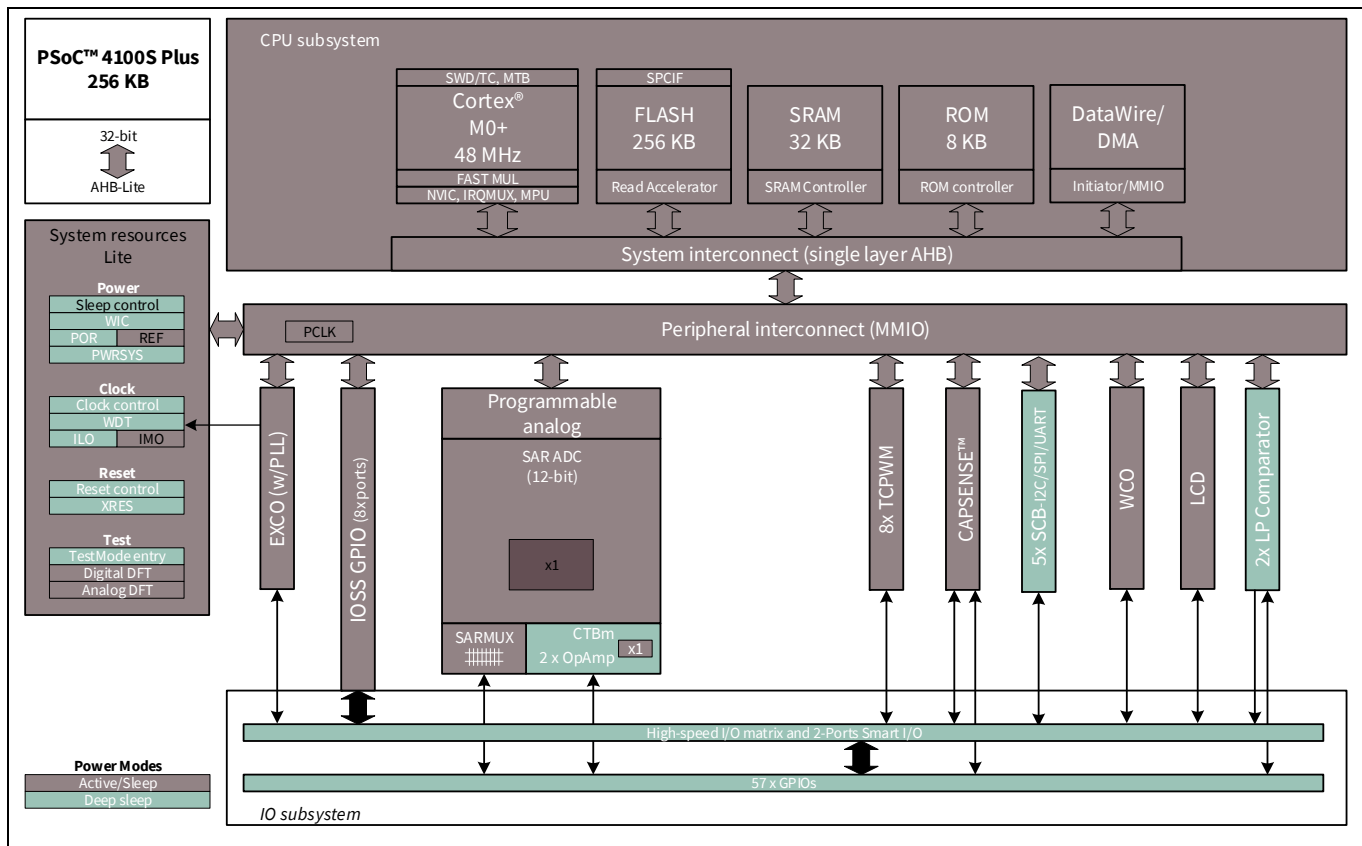 PSoC™ 4100S Plus
256 KB
32-bit
AHB-Lite
CPU subsystem
SWD/TC, MTB
Cortex®
M0+
48 MHz
FAST MUL
NVIC, IRQMUX, MPU
SPCIF
FLASH
256 KB
Read Accelerator
SRAM
32 KB
SRAM Controller
ROM
8 KB
ROM controller
DataWire/
DMA
Initiator/MMIO
System interconnect (single layer AHB)
System resources
Lite
Power
Sleep control
WIC
POR
REF
PWRSYS
Clock
Clock control
WDT
ILO
IMO
Reset
Reset control
XRES
Test
TestMode entry
Digital DFT
Analog DFT
PCLK
Peripheral interconnect (MMIO)
EXCO (w/PLL)
IOSS GPIO (8x ports)
Programmable
analog
SAR ADC
(12-bit)
x1
SARMUX
CTBm
2 x OpAmp
x1
8x TCPWM
CAPSENSE™
5x SCB-I2C/SPI/UART
WCO
LCD
2x LP Comparator
High-speed I/O matrix and 2-Ports Smart I/O
57 x GPIOs
IO subsystem
Power Modes
Active/Sleep
Deep sleep